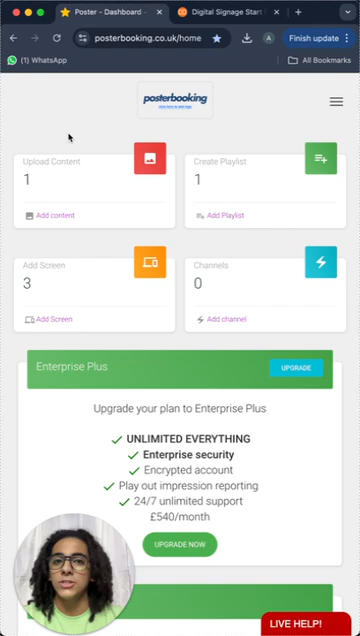 Poster - Dashboard -
Digital Signage Start
posterbooking.co.uk/home
A
Finish update
(1) WhatsApp
All Bookmarks
posterbooking
Upload Content
1
Add content
Create Playlist
1
Add Playlist
Add Screen
3
Add Screen
Channels
0
Add channel
Enterprise Plus
UPGRADE
Upgrade your plan to Enterprise Plus
UNLIMITED EVERYTHING
Enterprise security
Encrypted account
Play out impression reporting
24/7 unlimited support
£540/month
UPGRADE NOW
LIVE HELP!